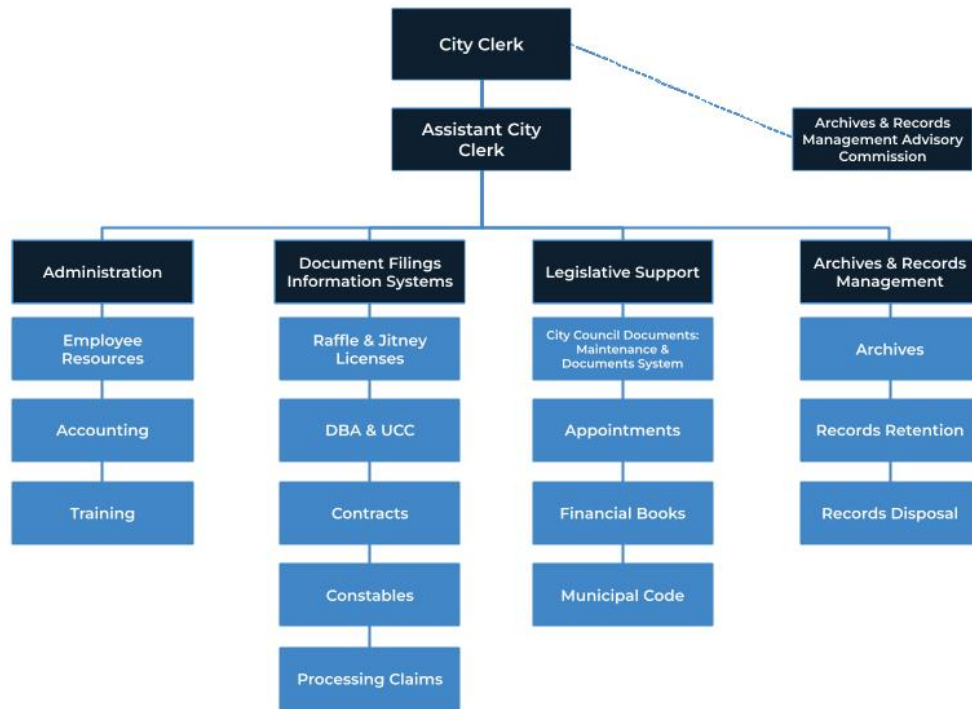 City Clerk
Assistant City
Clerk
Archives & Records
Management Advisory
Commission
Administration
Document Filings
Information Systems
Legislative Support
Archives & Records
Management
Employee
Resources
Raffle & Jitney
Licenses
City Council Documents:
Maintenance &
Documents System
Archives
Accounting
DBA & UCC
Appointments
Records Retention
Training
Contracts
Financial Books
Records Disposal
Constables
Municipal Code
Processing Claims